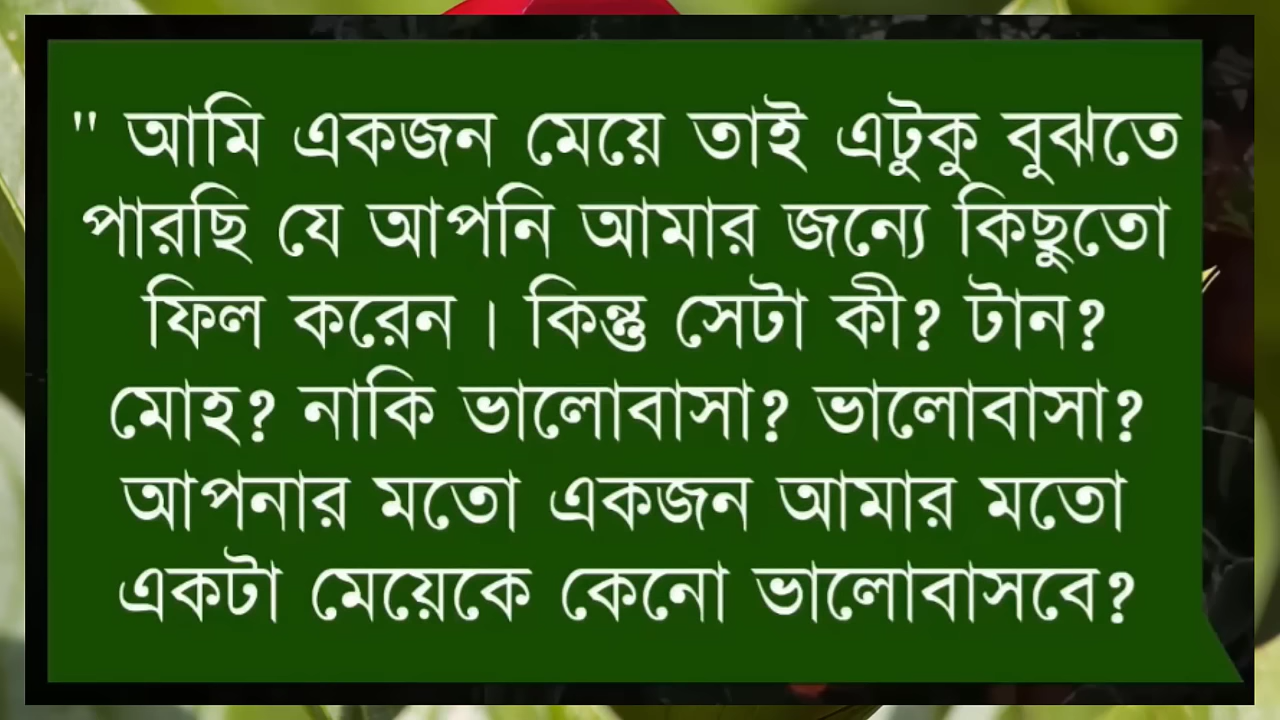 " আমি একজন মেয়ে তাই এটুকু বুঝতে
পারছি যে আপনি আমার জন্যে কিছুতো
ফিল করেন। কিন্তু সেটা কী? টান?
মোহ? নাকি ভালোবাসা? ভালোবাসা?
আপনার মতো একজন আমার মতো
একটা মেয়েকে কেনো ভালোবাসবে?